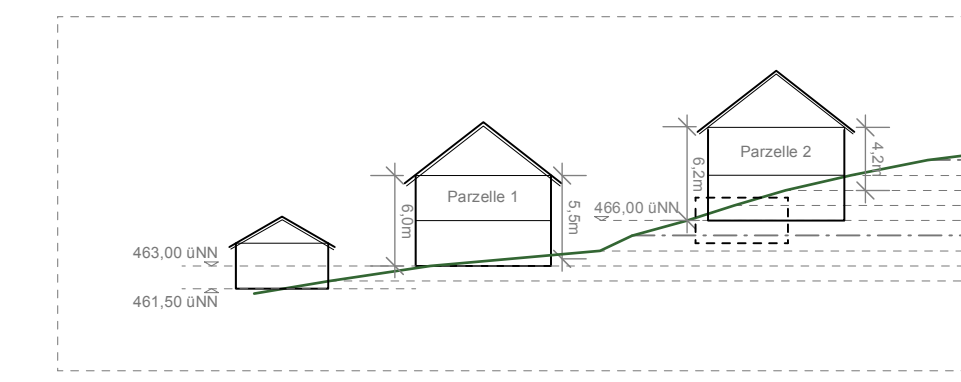 Parzelle 2
4,2m
6,2m
Parzelle 1
466,00 üNN
6,0m
5,5m
463,00 üNN
461,50 üNN